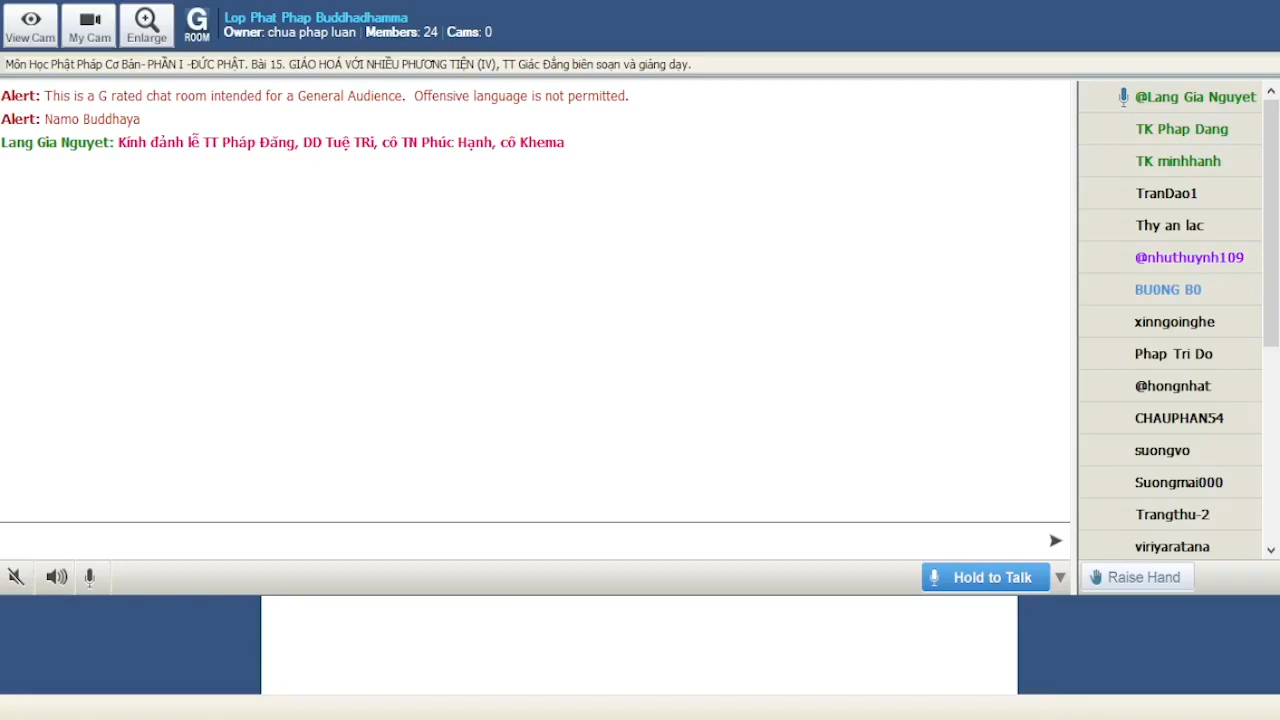 View Cam
My Cam
Enlarge
G
ROOM
Lop Phat Phap Buddhadhamma
Owner: chua phap luan | Members: 24 | Cams: 0
Môn Học Phật Pháp Cơ Bản- PHẦN I -ĐỨC PHẬT. Bài 15. GIÁO HOÁ VỚI NHIỀU PHƯƠNG TIỆN (IV), TT Giác Đẳng biên soạn và giảng dạy.
Alert: This is a G rated chat room intended for a General Audience. Offensive language is not permitted.
Alert: Namo Buddhaya
Lang Gia Nguyet: Kính đảnh lễ TT Pháp Đăng, DD Tuệ TRi, cô TN Phúc Hạnh, cô Khema
@Lang Gia Nguyet
TK Phap Dang
TK minhhanh
TranDao1
Thy an lac
@nhuthuynh109
BU0NG B0
xinngoinghe
Phap Tri Do
@hongnhat
CHAUPHAN54
suongvo
Suongmai000
Trangthu-2
viriyaratana
Hold to Talk
Raise Hand